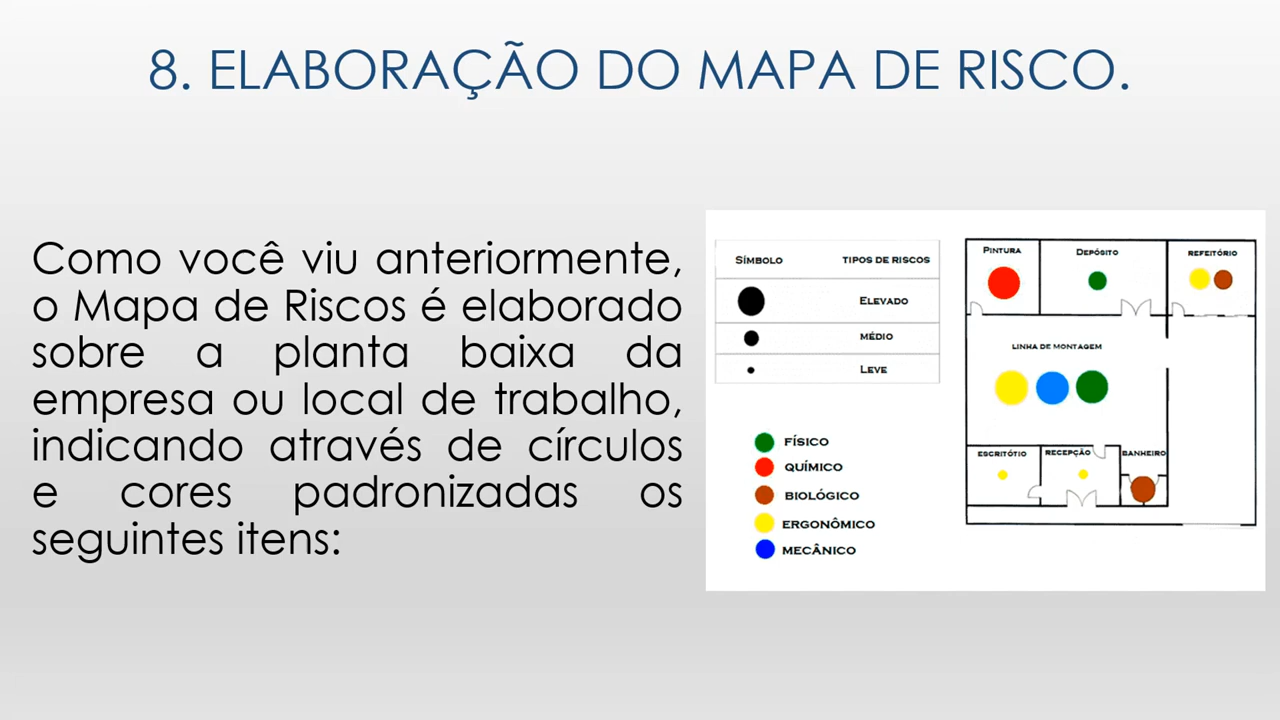 8. ELABORAÇÃO DO MAPA DE RISCO.
Como você viu anteriormente,
o Mapa de Riscos é elaborado
sobre a planta baixa da
empresa ou local de trabalho,
indicando através de círculos
e cores padronizadas os
seguintes itens:
SÍMBOLO TIPOS DE RISCOS
ELEVADO
MÉDIO
LEVE
FÍSICO
QUÍMICO
BIOLÓGICO
ERGONÔMICO
MECÂNICO
PINTURA DEPÓSITO REFEITÓRIO
LINHA DE MONTAGEM
ESCRITÓTIO RECEPÇÃO BANHEIRO